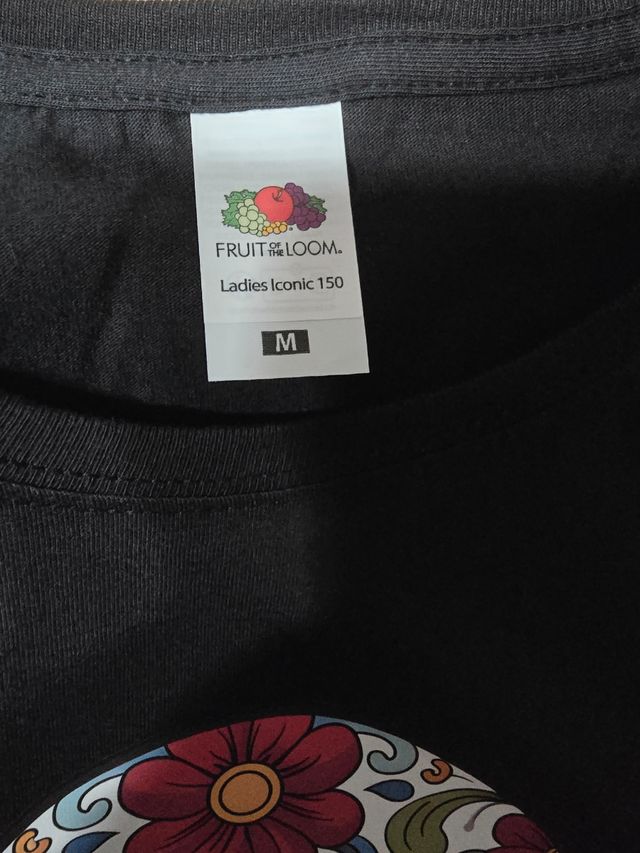 FRUIT OF THE LOOM.
Ladies Iconic 150
M